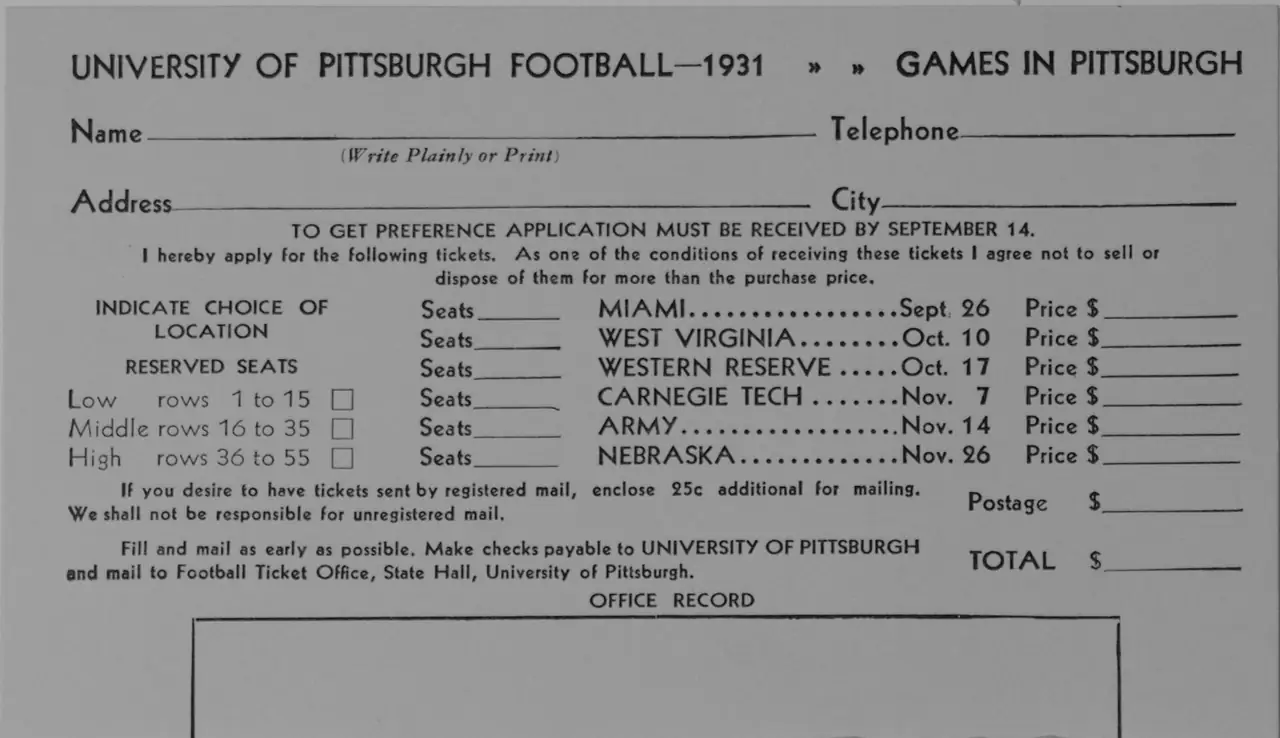 UNIVERSITY OF PITTSBURGH FOOTBALL—1931 » » GAMES IN PITTSBURGH
Name Telephone
(Write Plainly or Print)
Address City
TO GET PREFERENCE APPLICATION MUST BE RECEIVED BY SEPTEMBER 14.
I hereby apply for the following tickets. As one of the conditions of receiving these tickets I agree not to sell or
dispose of them for more than the purchase price.
INDICATE CHOICE OF
LOCATION
RESERVED SEATS
Low rows 1 to 15
Middle rows 16 to 35
High rows 36 to 55
Seats MIAMI..................Sept. 26 Price $
Seats WEST VIRGINIA........Oct. 10 Price $
Seats WESTERN RESERVE .....Oct. 17 Price $
Seats CARNEGIE TECH .......Nov. 7 Price $
Seats ARMY...................Nov. 14 Price $
Seats NEBRASKA..............Nov. 26 Price $
If you desire to have tickets sent by registered mail, enclose 25c additional for mailing.
We shall not be responsible for unregistered mail.
Postage $
Fill and mail as early as possible. Make checks payable to UNIVERSITY OF PITTSBURGH
and mail to Football Ticket Office, State Hall, University of Pittsburgh.
TOTAL $
OFFICE RECORD